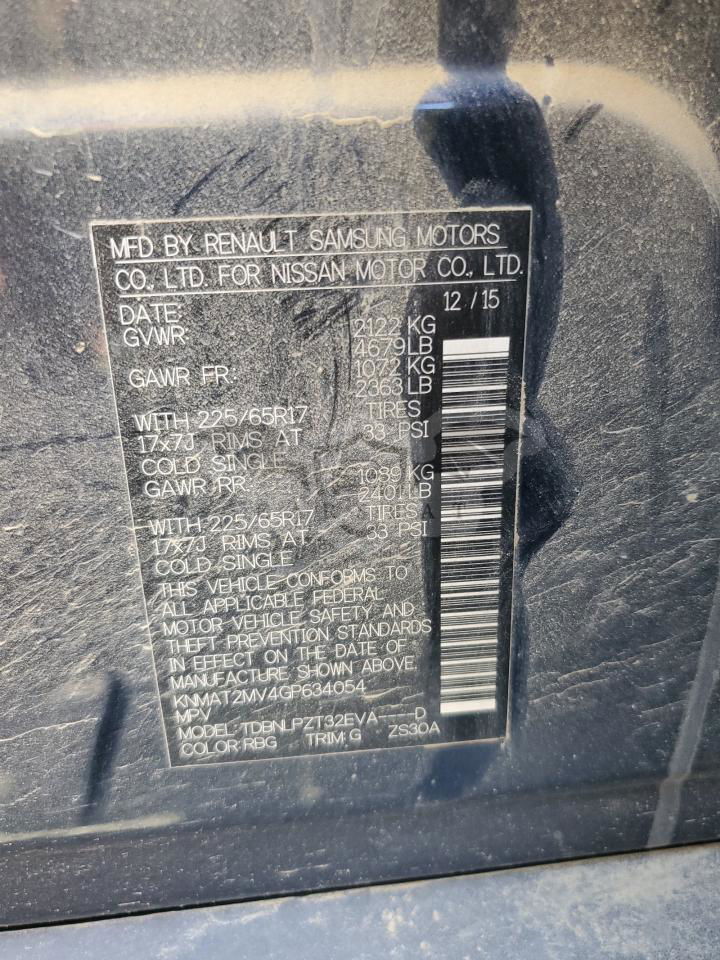 MFD BY RENAULT SAMSUNG MOTORS
CO., LTD. FOR NISSAN MOTOR CO., LTD.
DATE: 12 / 15
GVWR: 2122 KG
4679 LB
GAWR FR: 1072 KG
2363 LB
WITH 225/65R17 TIRES
17x7J RIMS AT 33 PSI
COLD SINGLE
GAWR RR: 1089 KG
2401 LB
WITH 225/65R17 TIRES
17x7J RIMS AT 33 PSI
COLD SINGLE
THIS VEHICLE CONFORMS TO
ALL APPLICABLE FEDERAL
MOTOR VEHICLE SAFETY AND
THEFT PREVENTION STANDARDS
IN EFFECT ON THE DATE OF
MANUFACTURE SHOWN ABOVE.
KNMAT2MV4GP634054
MPV
MODEL: TDBNLPZT32EVA----D
COLOR: RBG TRIM: G ZS30A